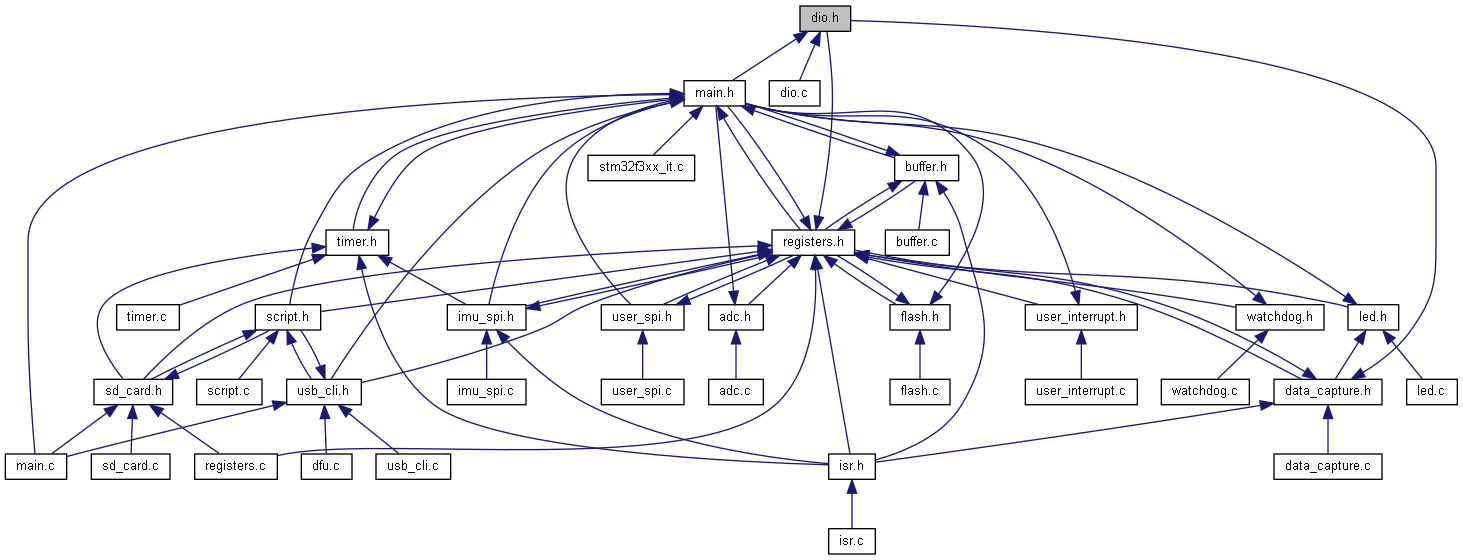 dio.h
main.h
dio.c
stm32f3xx_it.c
buffer.h
timer.h
registers.h
buffer.c
timer.c
script.h
imu_spi.h
user_spi.h
adc.h
flash.h
user_interrupt.h
watchdog.h
led.h
sd_card.h
script.c
usb_cli.h
imu_spi.c
user_spi.c
adc.c
flash.c
user_interrupt.c
watchdog.c
data_capture.h
led.c
main.c
sd_card.c
registers.c
dfu.c
usb_cli.c
isr.h
data_capture.c
isr.c